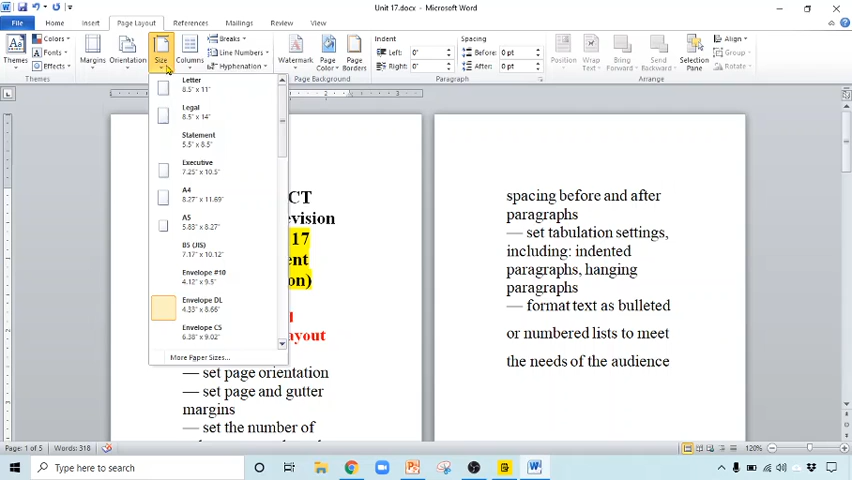 Unit 17.docx - Microsoft Word
File Home Insert Page Layout References Mailings Review View
Themes Colors Fonts Effects
Themes
Margins Orientation Size Columns
Breaks
Line Numbers
Hyphenation
Watermark Page Color Page Borders
Page Background
Indent Spacing
Left: 0" Before: 0 pt
Right: 0" After: 0 pt
Paragraph
Position Wrap Text Bring Forward Send Backward Selection Pane
Align
Group
Rotate
Arrange
Letter
8.5" x 11"
Legal
8.5" x 14"
Statement
5.5" x 8.5"
Executive
7.25" x 10.5"
A4
8.27" x 11.69"
A5
5.83" x 8.27"
B5 (JIS)
7.17" x 10.12"
Envelope #10
4.12" x 9.5"
Envelope DL
4.33" x 8.66"
Envelope C5
6.38" x 9.02"
More Paper Sizes...
1 2 3
CT
evision
17
ent
on)
ayout
— set page orientation
— set page and gutter
margins
— set the number of
spacing before and after
paragraphs
— set tabulation settings,
including: indented
paragraphs, hanging
paragraphs
— format text as bulleted
or numbered lists to meet
the needs of the audience
Page: 1 of 5 Words: 318 120%
Type here to search